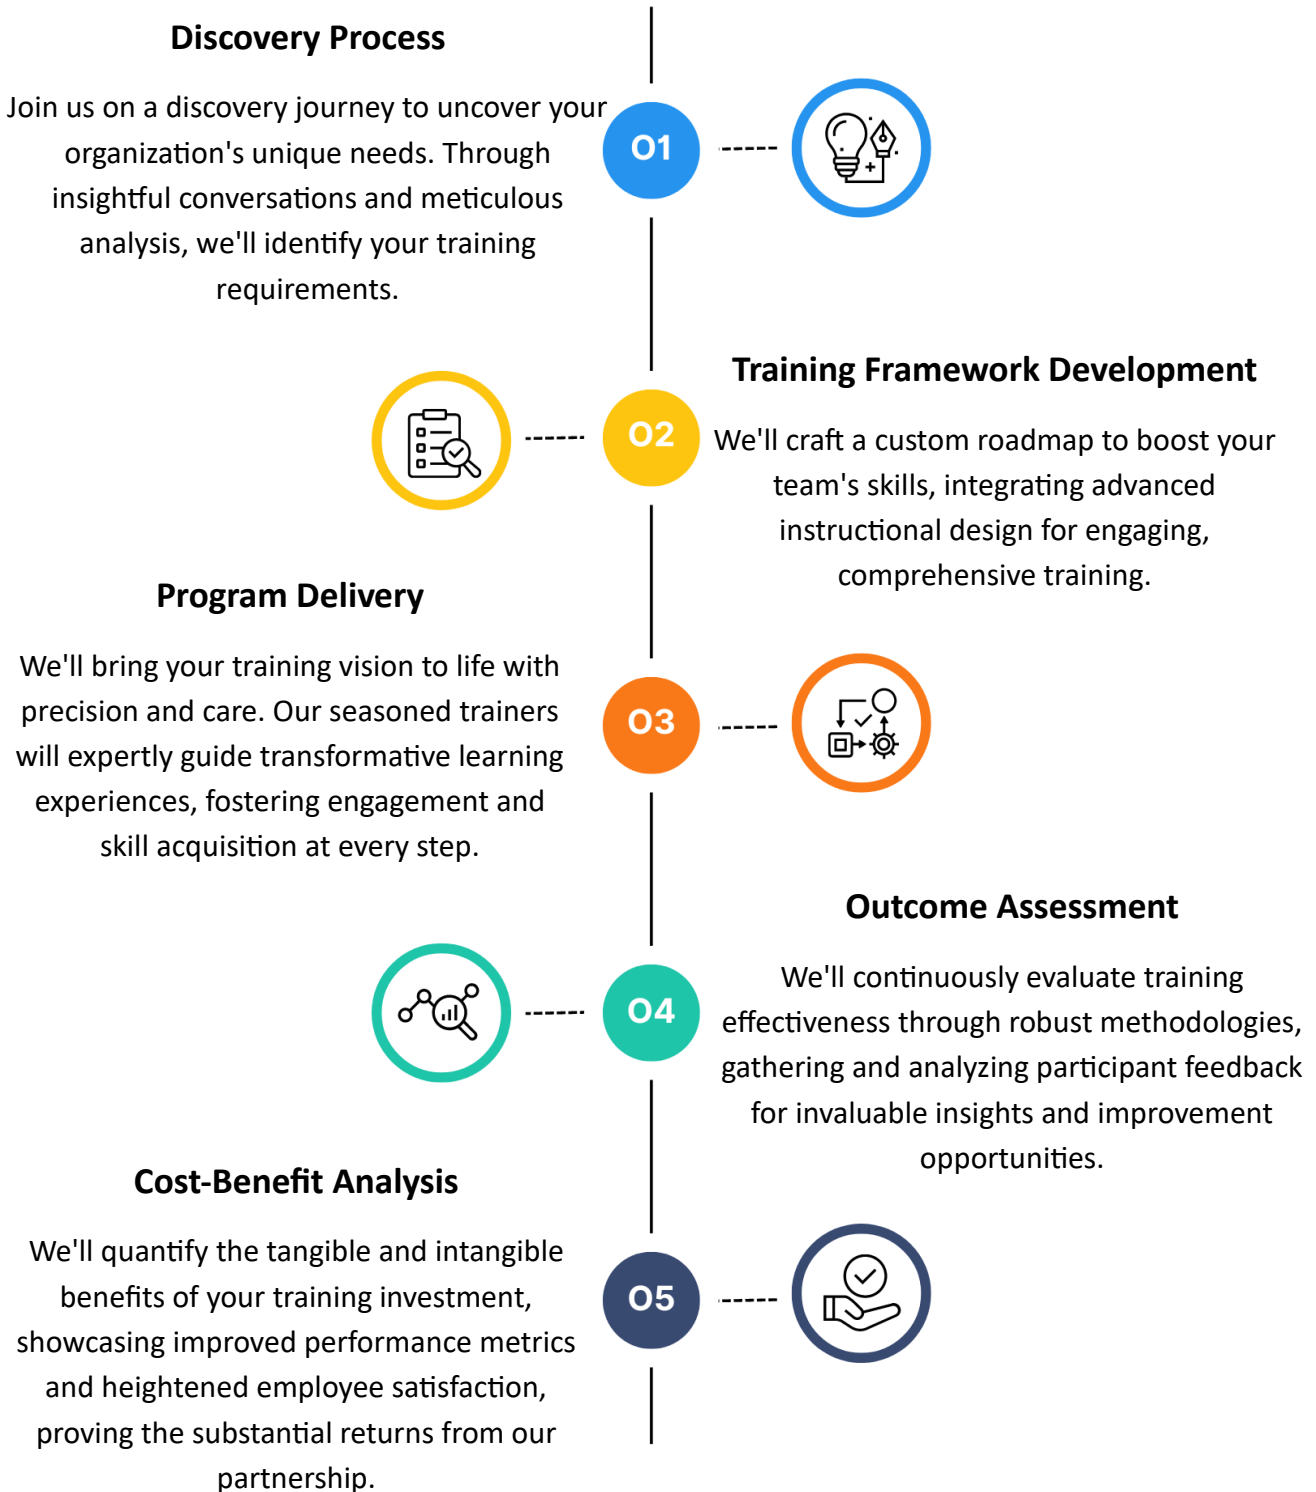 Discovery Process
Join us on a discovery journey to uncover your
organization's unique needs. Through
insightful conversations and meticulous
analysis, we'll identify your training
requirements.
01
Training Framework Development
02
We'll craft a custom roadmap to boost your
team's skills, integrating advanced
instructional design for engaging,
comprehensive training.
Program Delivery
We'll bring your training vision to life with
precision and care. Our seasoned trainers
will expertly guide transformative learning
experiences, fostering engagement and
skill acquisition at every step.
03
Outcome Assessment
04
We'll continuously evaluate training
effectiveness through robust methodologies,
gathering and analyzing participant feedback
for invaluable insights and improvement
opportunities.
Cost-Benefit Analysis
We'll quantify the tangible and intangible
benefits of your training investment,
showcasing improved performance metrics
and heightened employee satisfaction,
proving the substantial returns from our
partnership.
05